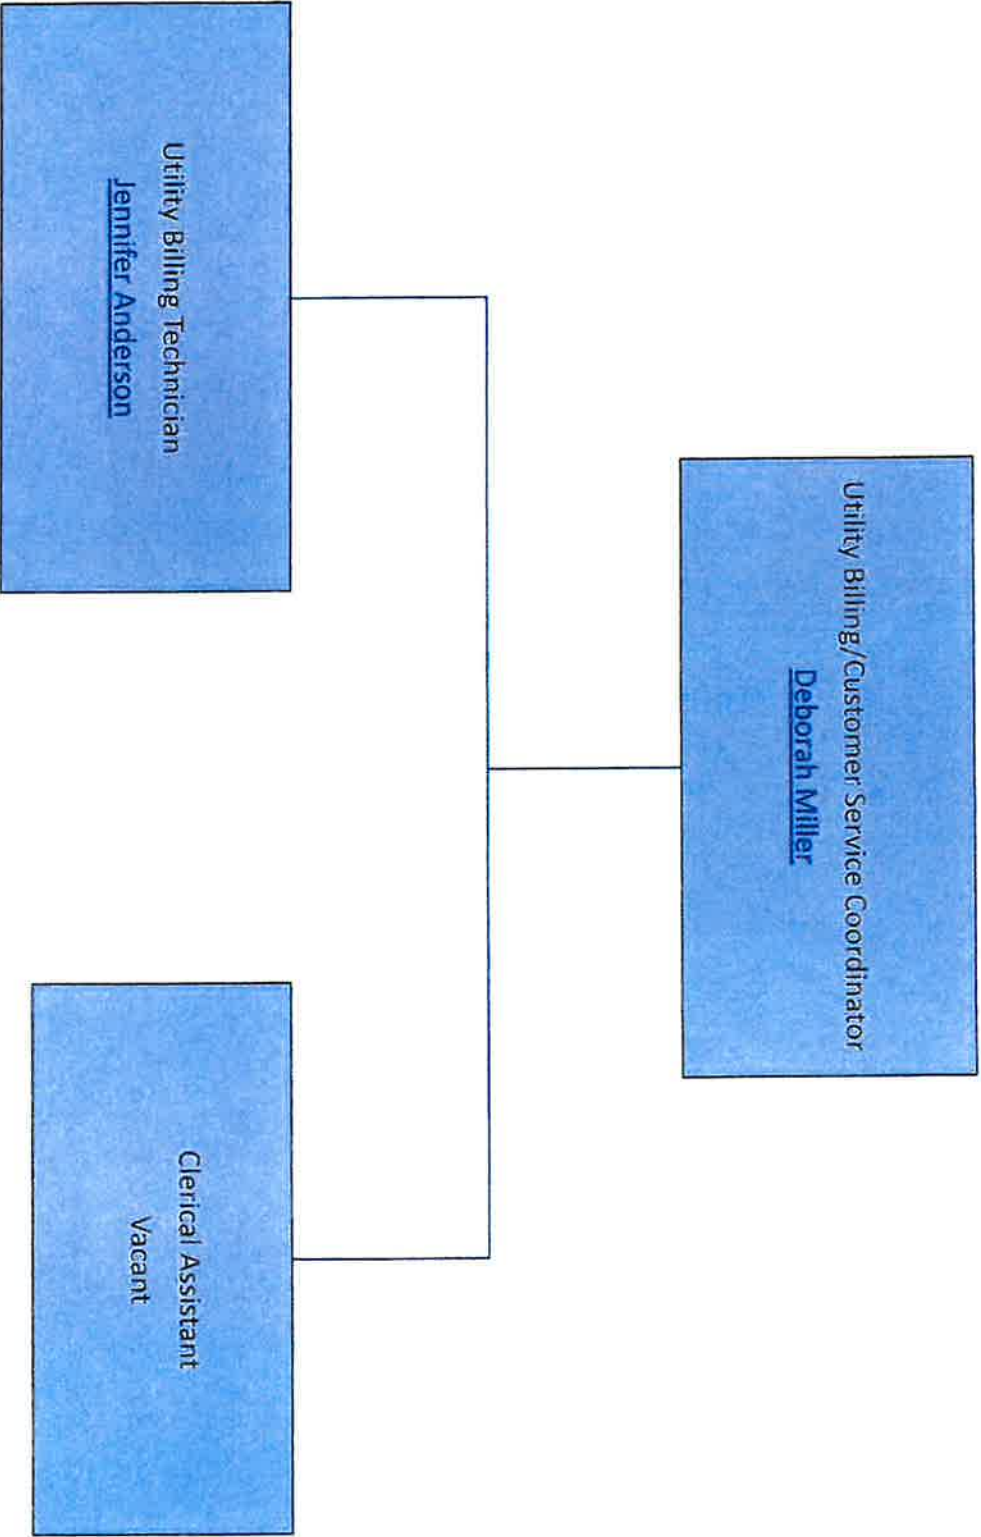 Utility Billing/Customer Service Coordinator
Deborah Miller
Utility Billing Technician
Jennifer Anderson
Clerical Assistant
Vacant